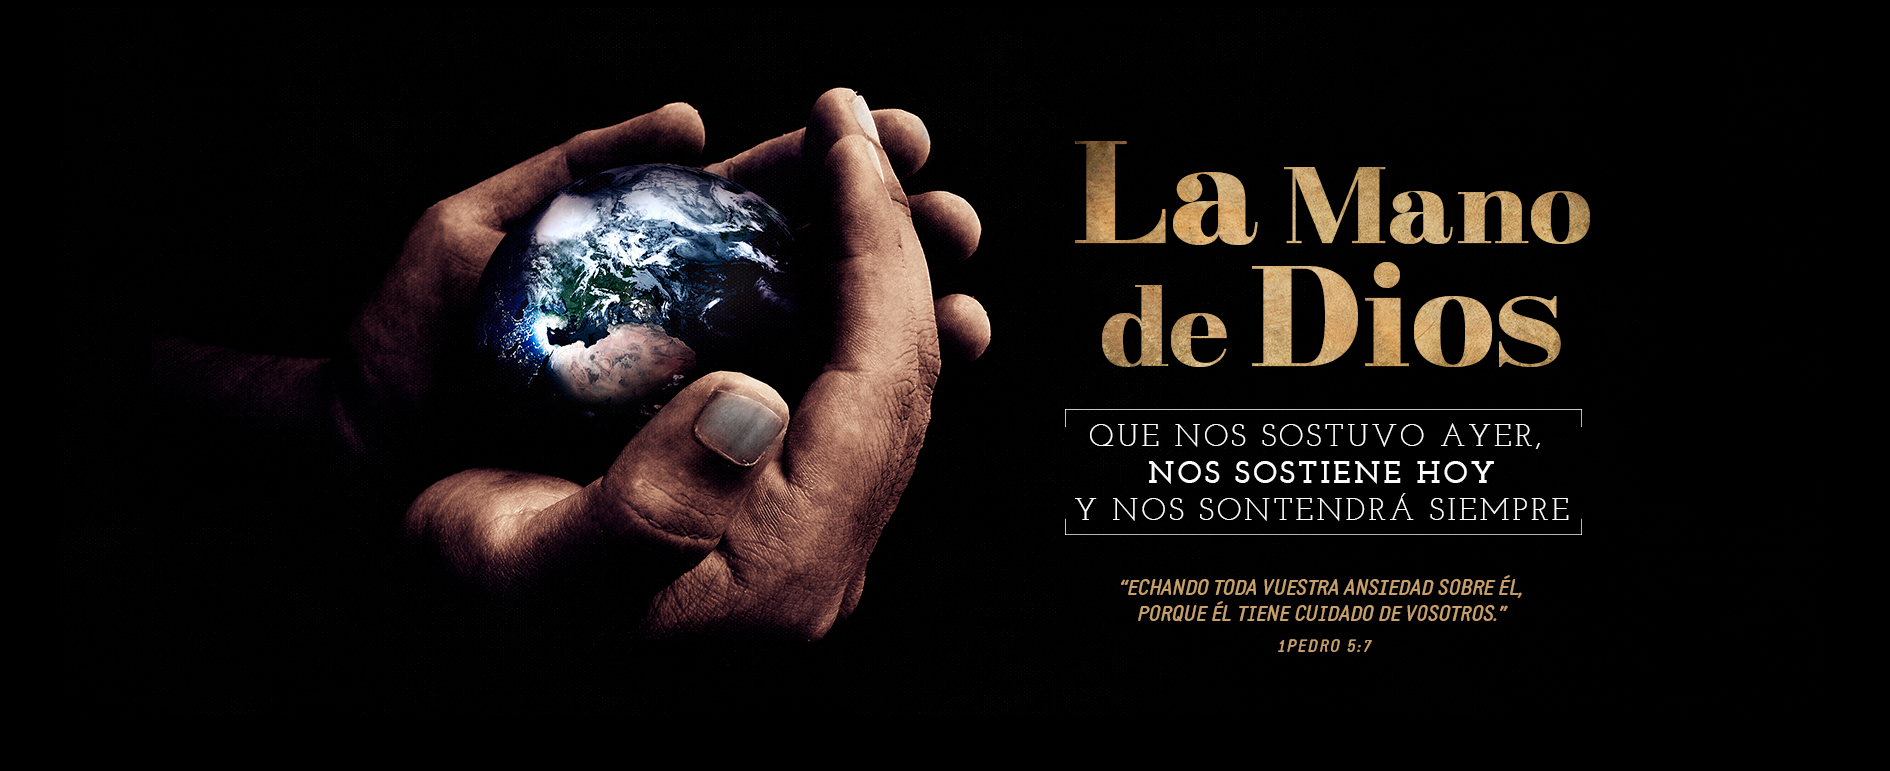 La Mano
de Dios
QUE NOS SOSTUVO AYER,
NOS SOSTIENE HOY
Y NOS SONTENDRÁ SIEMPRE
“ECHANDO TODA VUESTRA ANSIEDAD SOBRE ÉL,
PORQUE ÉL TIENE CUIDADO DE VOSOTROS.”
1PEDRO 5:7